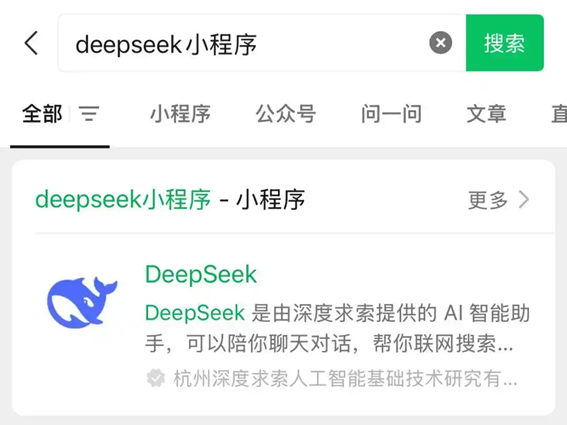 deepseek小程序
搜索
全部
小程序
公众号
问一问
文章
直
deepseek小程序 - 小程序
更多
DeepSeek
DeepSeek 是由深度求索提供的 AI 智能助
手，可以陪你聊天对话，帮你联网搜索...
杭州深度求索人工智能基础技术研究有...